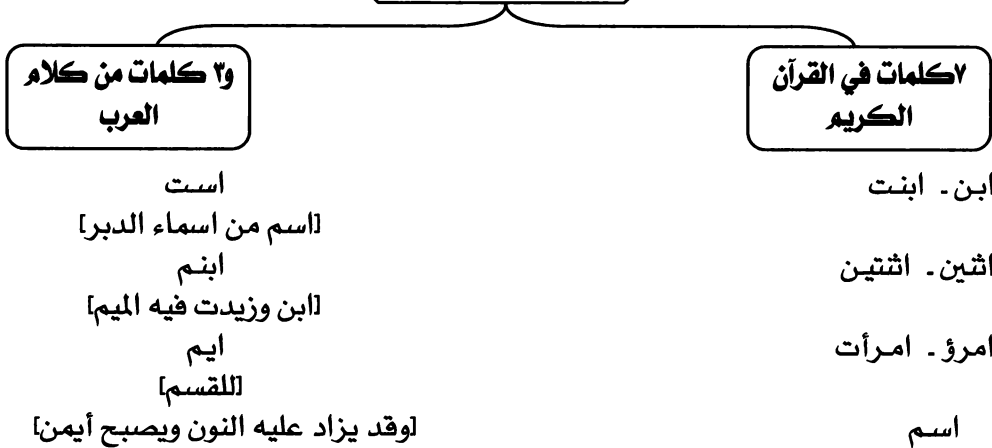 ٧كلمات في القرآن
الكريم
ابن ـ ابنت
اثنين ـ اثنتين
امرؤ ـ امرأت
اسم
و٣ كلمات من كلام
العرب
است
[اسم من اسماء الدبر]
ابنم
[ابن وزيدت فيه الميم]
ايم
[للقسم]
[وقد يزاد عليه النون ويصبح أيمن]